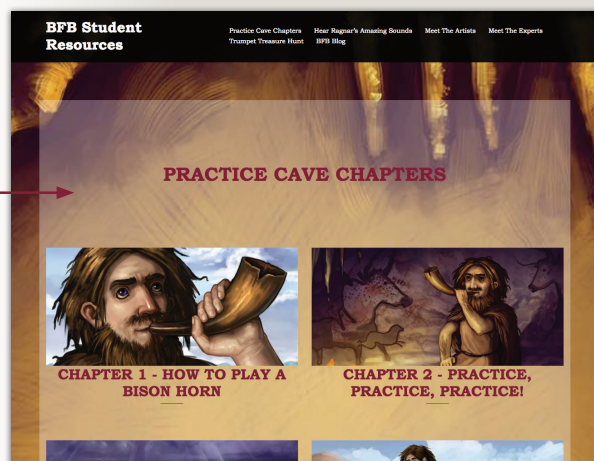 BFB Student
Resources
Practice Cave Chapters Hear Ragnar's Amazing Sounds Meet The Artists Meet The Experts
Trumpet Treasure Hunt BFB Blog
PRACTICE CAVE CHAPTERS
CHAPTER 1 - HOW TO PLAY A
BISON HORN
CHAPTER 2 - PRACTICE,
PRACTICE, PRACTICE!